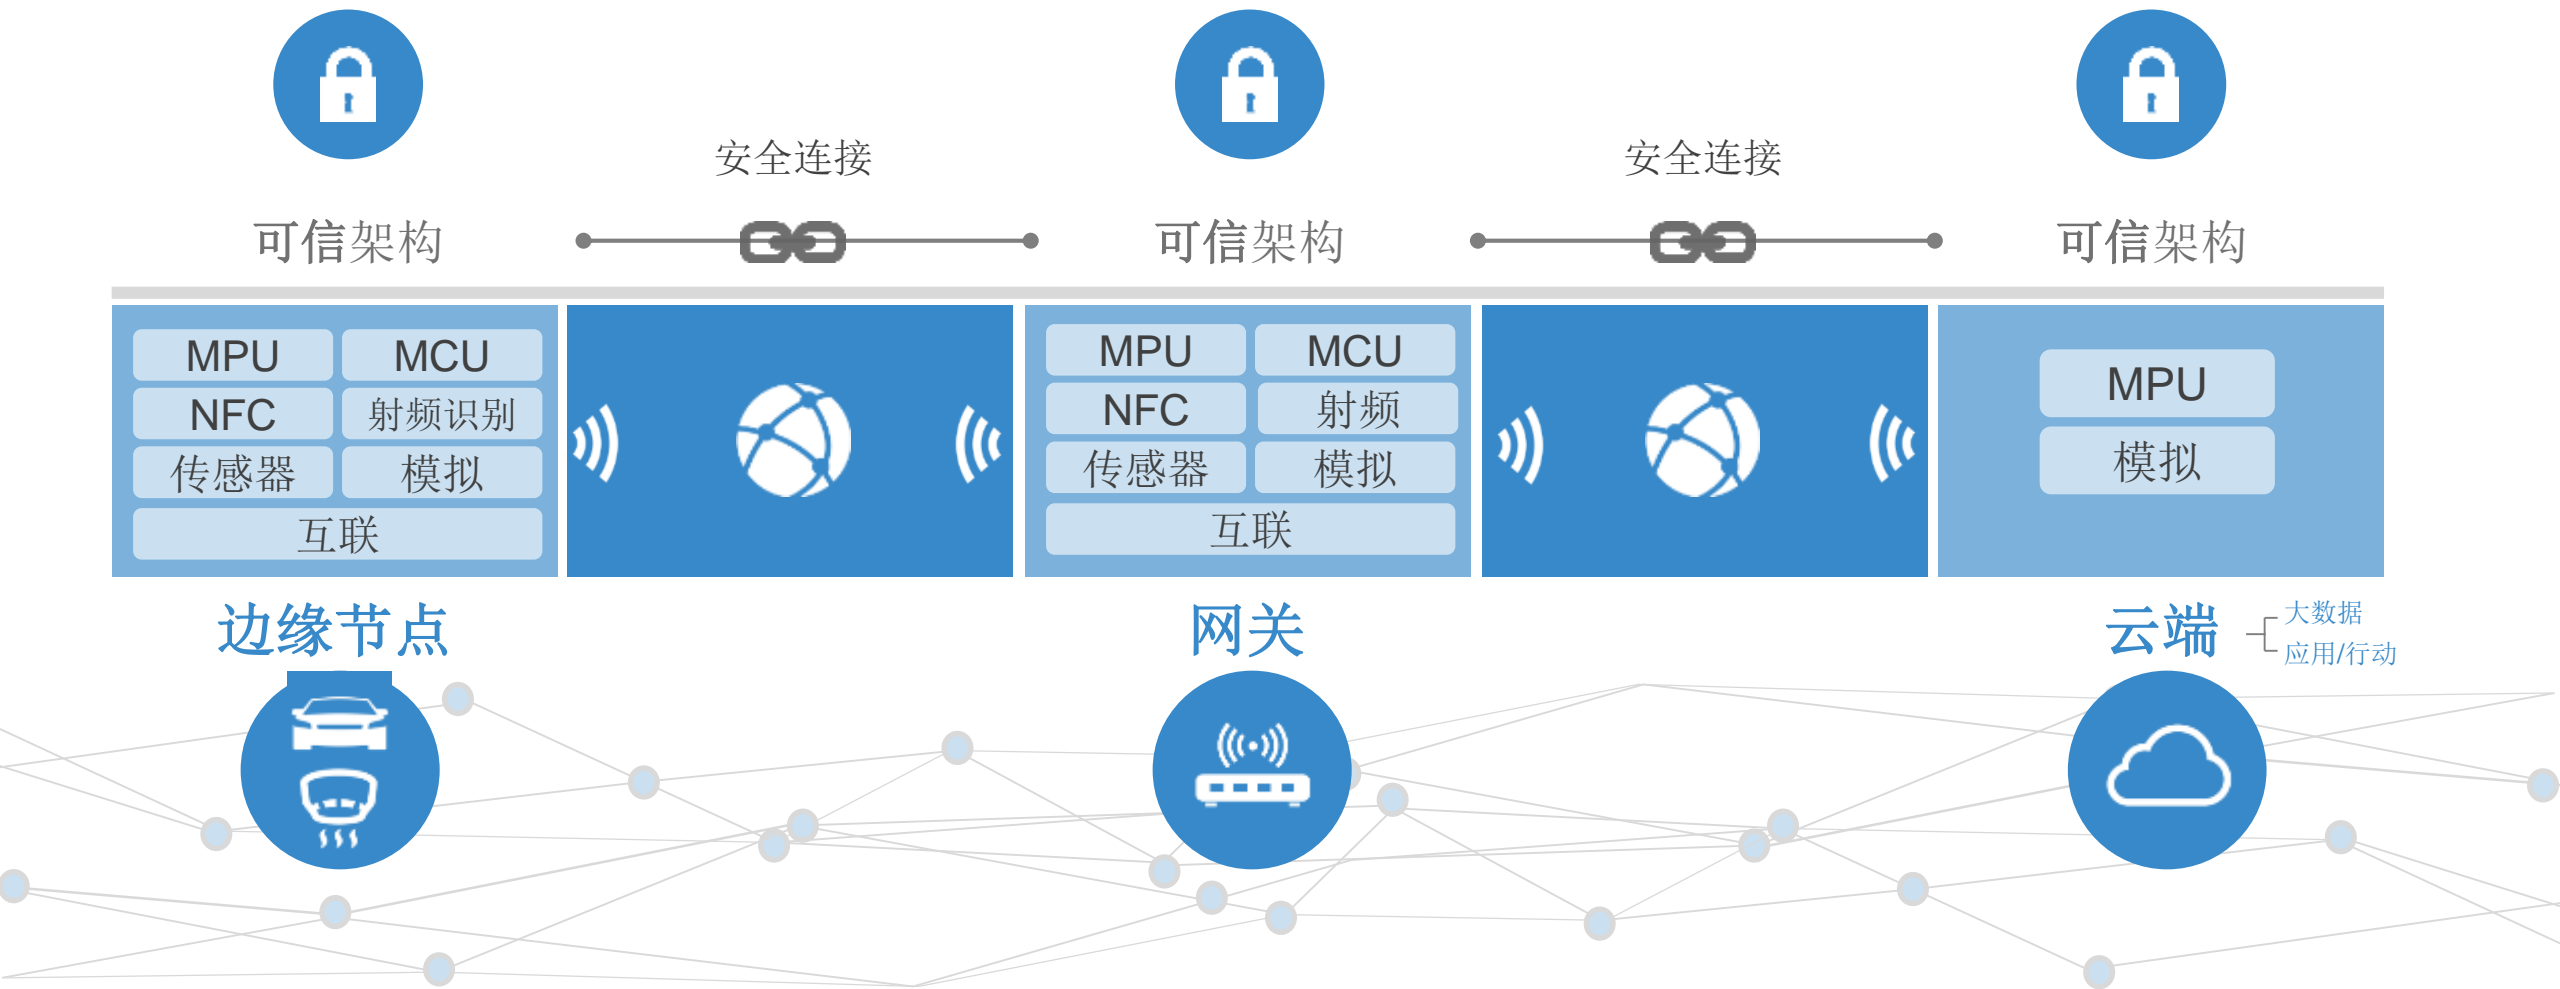 安全连接
安全连接
可信架构
可信架构
可信架构
MPU
MCU
NFC
射频识别
传感器
模拟
互联
MPU
MCU
NFC
射频
传感器
模拟
互联
MPU
模拟
边缘节点
网关
云端
大数据
应用/行动